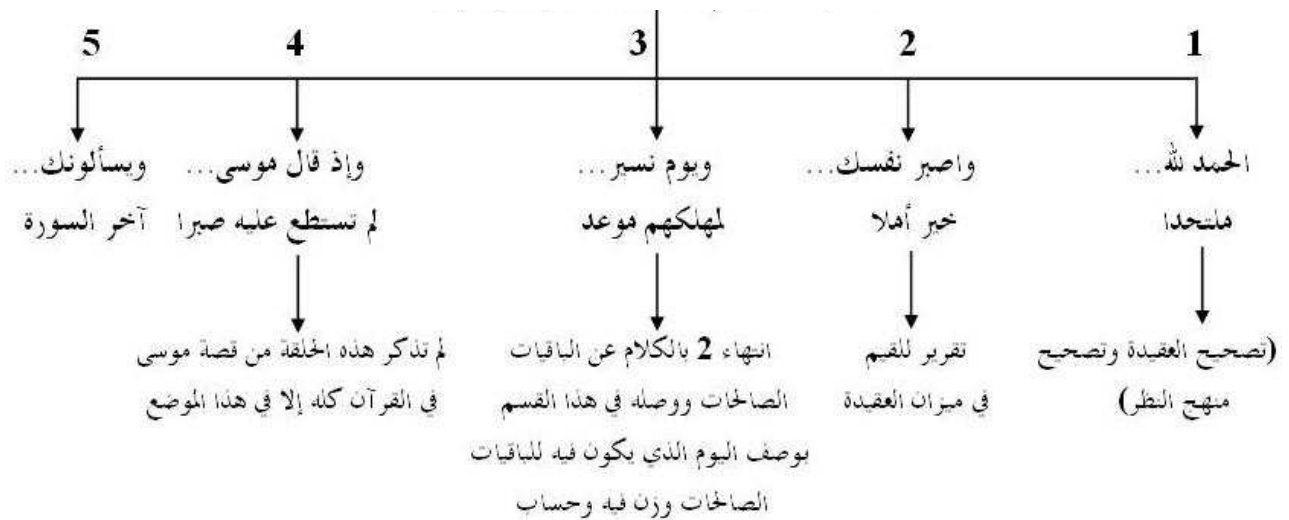 1
2
3
4
5
الحمد لله...
ملتحدا
واصبر نفسك...
خير أملا
ويوم نسير...
لمهلكهم موعد
وإذ قال موسى...
لم تستطع عليه صبرا
ويسألونك...
آخر السورة
(تصحيح العقيدة وتصحيح
منهج النظر)
تقرير للقيم
في ميزان العقيدة
انتهاء 2 بالكلام عن الباقيات
الصالحات ووصله في هذا القسم
بوصف اليوم الذي يكون فيه للباقيات
الصالحات وزن فيه وحساب
لم تذكر هذه الحلقة من قصة موسى
في القرآن كله إلا في هذا الموضع